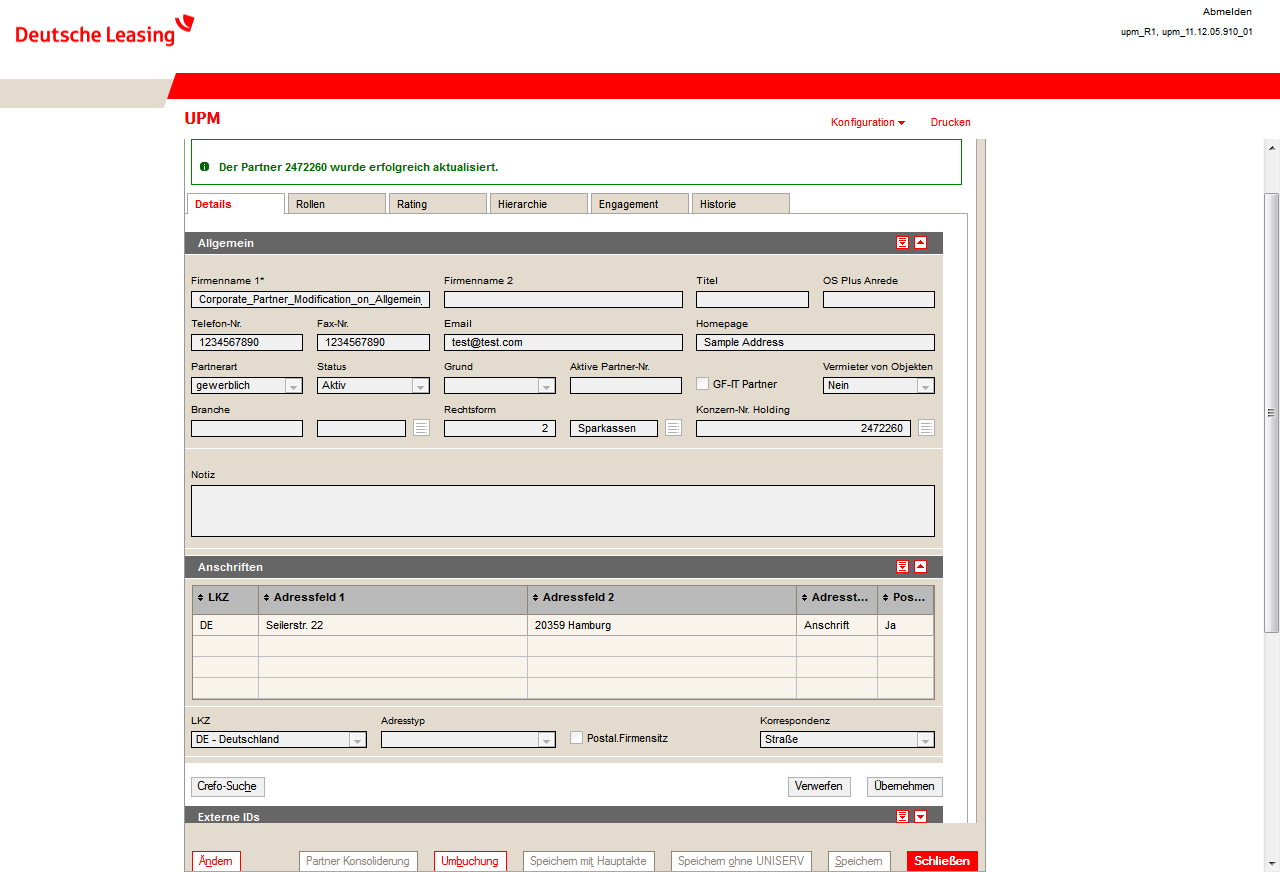 Deutsche Leasing
Abmelden
upm_R1, upm_11.12.05.910_01
UPM
Konfiguration
Drucken
Der Partner 2472260 wurde erfolgreich aktualisiert.
Details Rollen Rating Hierarchie Engagement Historie
Allgemein
Firmenname 1* Firmenname 2 Titel OS Plus Anrede
Corporate_Partner_Modification_on_Allgemein_
Telefon-Nr. Fax-Nr. Email Homepage
1234567890 1234567890 test@test.com Sample Address
Partnerart Status Grund Aktive Partner-Nr. Vermieter von Objekten
gewerblich Aktiv GF-IT Partner Nein
Branche Rechtsform Konzern-Nr. Holding
2 Sparkassen 2472260
Notiz
Anschriften
LKZ Adressfeld 1 Adressfeld 2 Adresst... Pos...
DE Seilerstr. 22 20359 Hamburg Anschrift Ja
LKZ Adresstyp Korrespondenz
DE - Deutschland Postal.Firmensitz Straße
Crefo-Suche Verwerfen Übernehmen
Externe IDs
Ändern Partner Konsolidierung Umbuchung Speichern mit Hauptakte Speichern ohne UNISERV Speichern Schließen